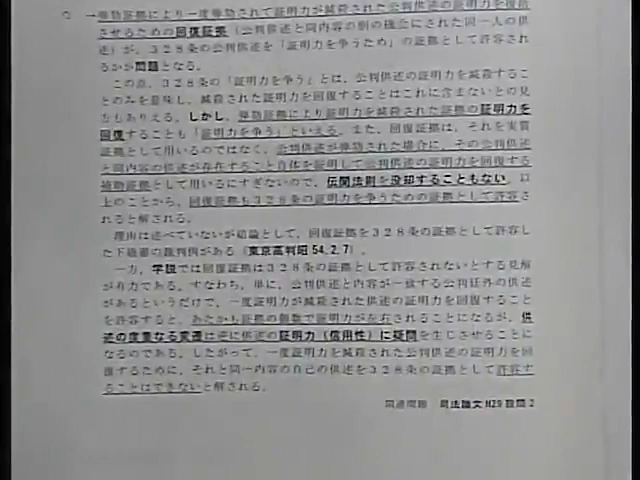 →弾劾証拠により一度弾劾されて証明力が減殺された公判供述の証明力を復活
させるための回復証拠（公判供述と同内容の別の機会にされた同一人の供
述）が、３２８条の公判供述を「証明力を争うため」の証拠として許容され
るかが問題となる。
この点、３２８条の「証明力を争う」とは、公判供述の証明力を減殺するこ
とのみを意味し、減殺された証明力を回復することはこれに含まないとの見
方もありえる。しかし、弾劾証拠により証明力を減殺された証拠の証明力を
回復することも「証明力を争う」といえる。また、回復証拠は、それを実質
証拠として用いるのではなく、公判供述が弾劾された場合に、その公判供述
と同内容の供述が存在すること自体を証明して公判供述の証明力を回復する
補助証拠として用いるにすぎないので、伝聞法則を没却することもない。以
上のことから、回復証拠も３２８条の証明力を争うための証拠として許容さ
れると解される。
理由は述べていないが結論として、回復証拠を３２８条の証拠として許容し
た下級審の裁判例がある（東京高判昭 54.2.7）。
一方、学説では回復証拠は３２８条の証拠として許容されないとする見解
が有力である。すなわち、単に、公判供述と内容が一致する公判廷外の供述
があるというだけで、一度証明力が減殺された供述の証明力を回復すること
を許容すると、あたかも証拠の個数で証明力が左右されることになるが、供
述の度重なる変遷は逆に供述の証明力（信用性）に疑問を生じさせることに
なるのである。したがって、一度証明力を減殺された公判供述の証明力を回
復するために、それと同一内容の自己の供述を３２８条の証拠として許容す
ることはできないと解される。
関連問題　司法論文 H29 設問 2